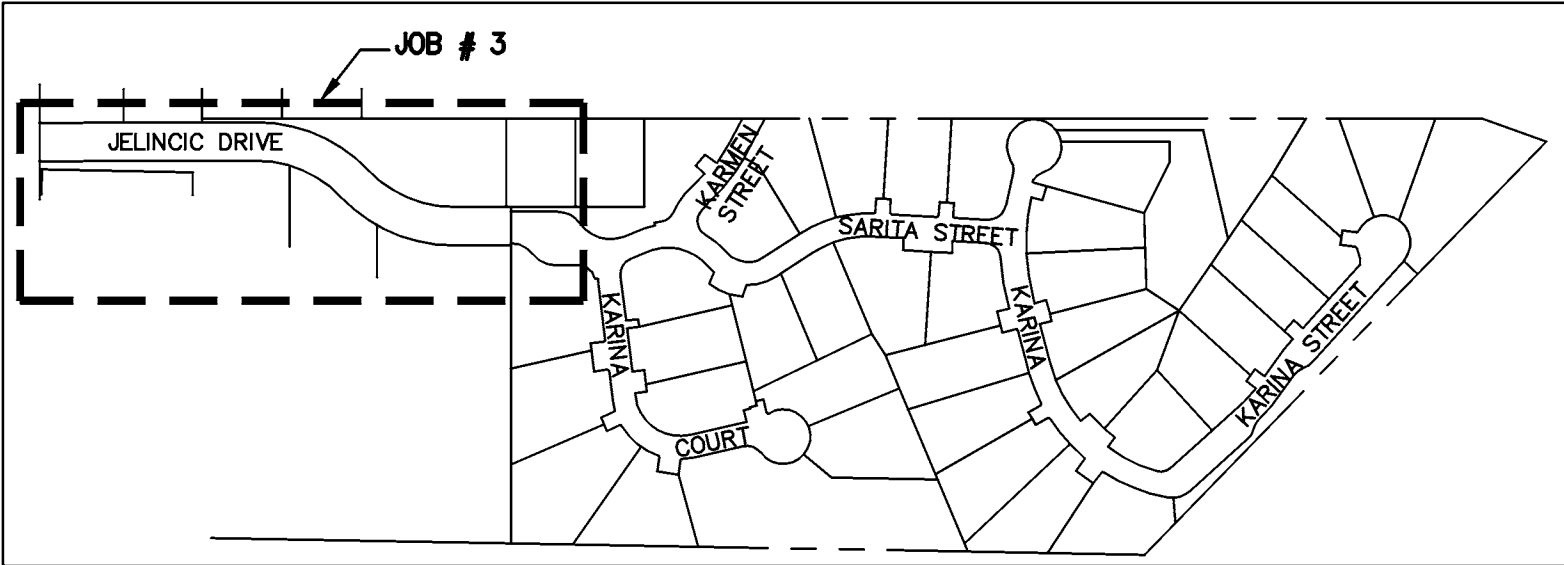 JOB # 3
JELINCIC DRIVE
KARMEN
STREET
SARITA STREET
KARINA
KARINA
KARINA STREET
COURT